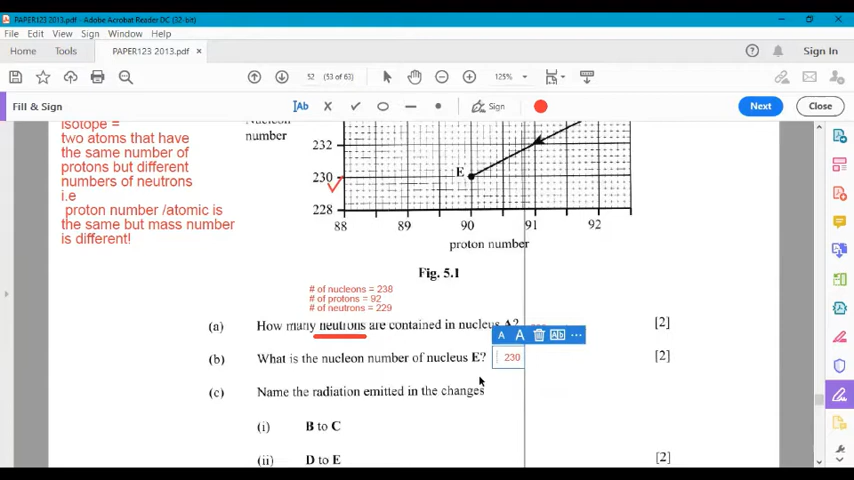 PAPER123 2013.pdf - Adobe Acrobat Reader DC (32-bit)
File Edit View Sign Window Help
Home Tools PAPER123 2013.pdf × Sign In
52 (53 of 63) 125%
Fill & Sign Ab Sign Next Close
isotope =
two atoms that have
the same number of
protons but different
numbers of neutrons
i.e
proton number /atomic is
the same but mass number
is different!
Nucleon
number
232
E
230
228
88 89 90 91 92
proton number
Fig. 5.1
# of nucleons = 238
# of protons = 92
# of neutrons = 229
(a) How many neutrons are contained in nucleus A? [2]
A A Ab ...
(b) What is the nucleon number of nucleus E? 230 [2]
(c) Name the radiation emitted in the changes
(i) B to C
(ii) D to E [2]